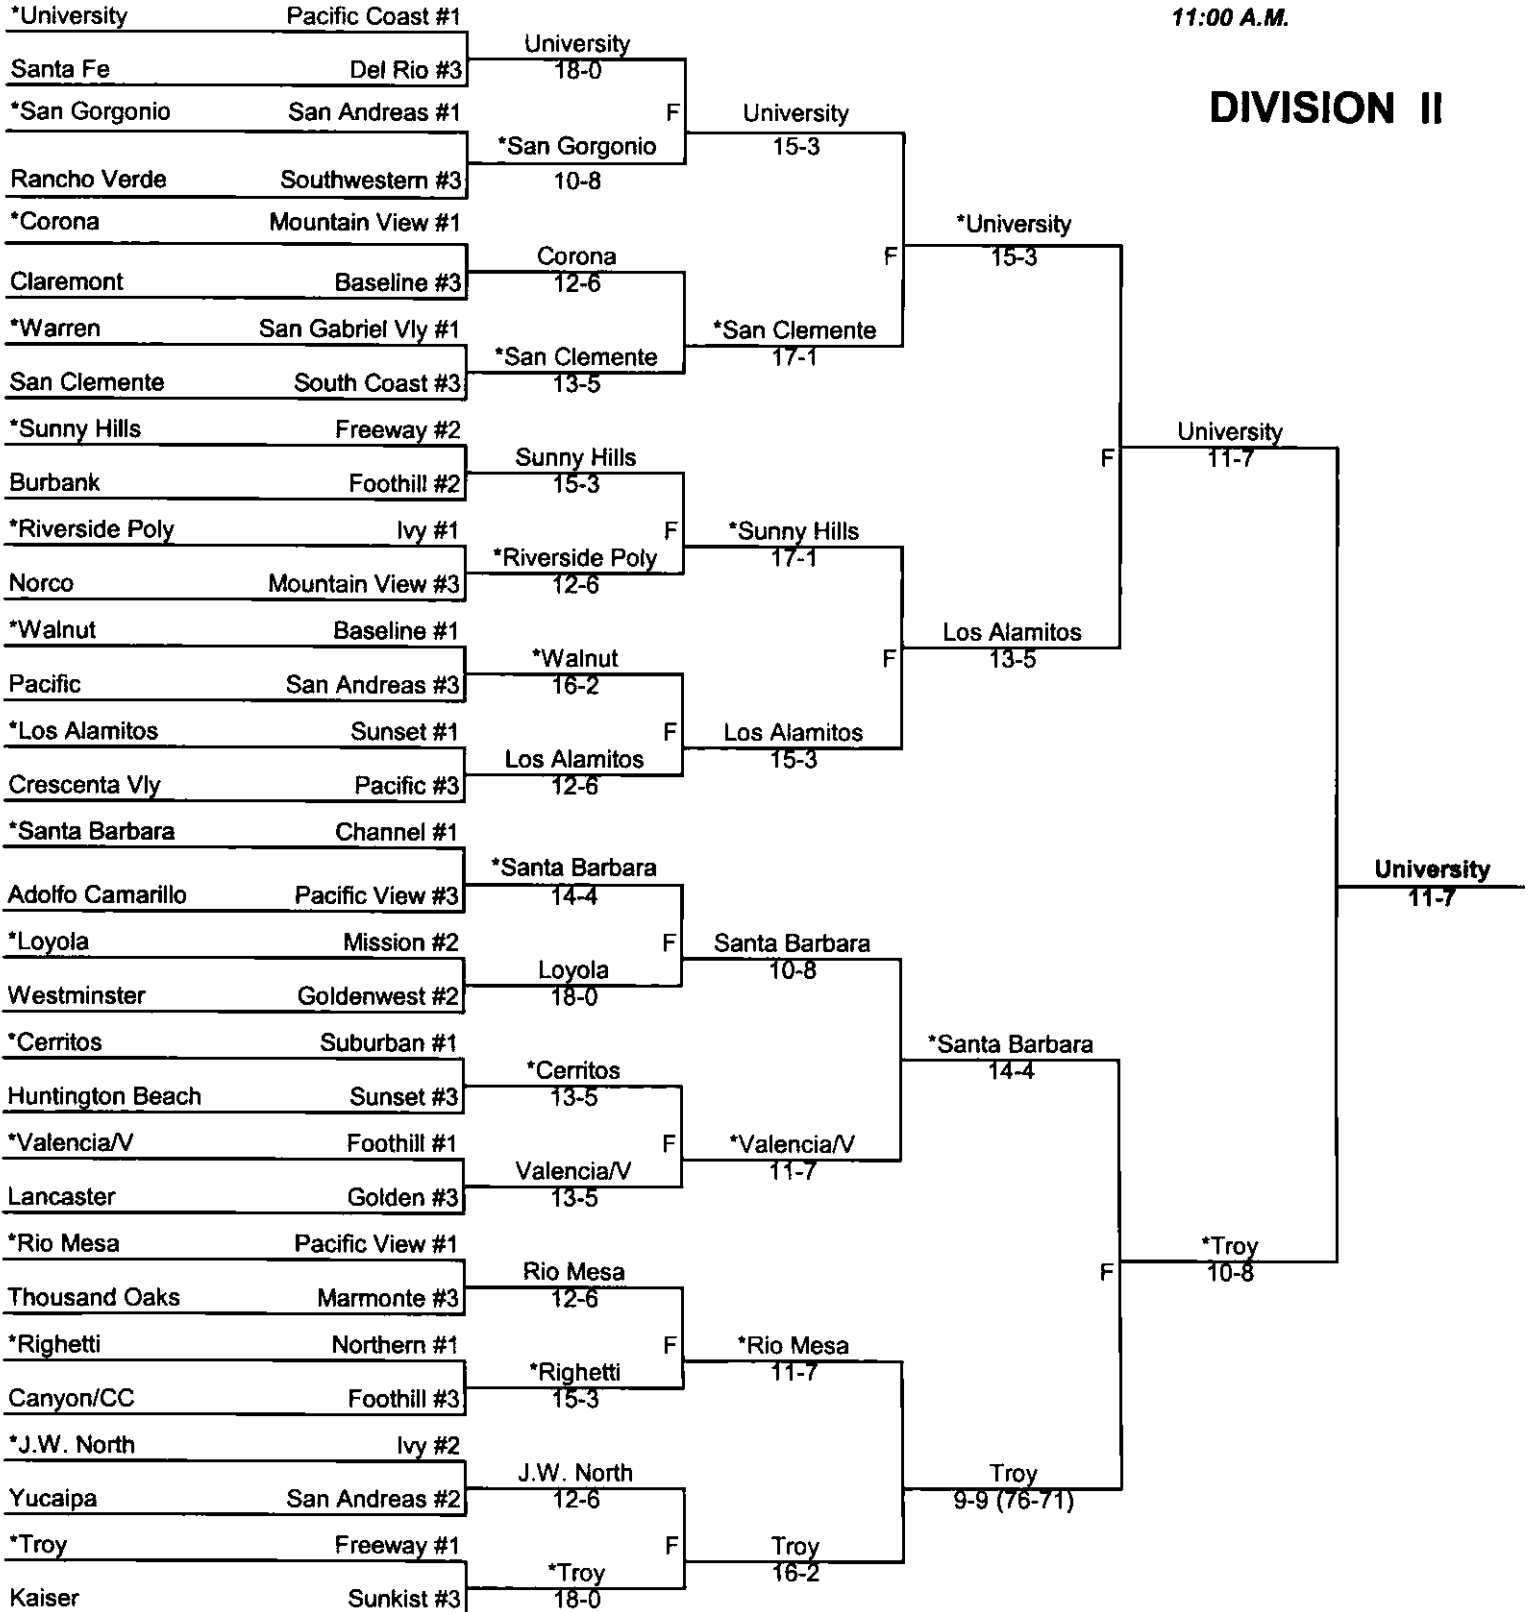 11:00 A.M.
DIVISION II
*University Pacific Coast #1
Santa Fe Del Rio #3
*San Gorgonio San Andreas #1
Rancho Verde Southwestern #3
*Corona Mountain View #1
Claremont Baseline #3
*Warren San Gabriel Vly #1
San Clemente South Coast #3
*Sunny Hills Freeway #2
Burbank Foothill #2
*Riverside Poly Ivy #1
Norco Mountain View #3
*Walnut Baseline #1
Pacific San Andreas #3
*Los Alamitos Sunset #1
Crescenta Vly Pacific #3
*Santa Barbara Channel #1
Adolfo Camarillo Pacific View #3
*Loyola Mission #2
Westminster Goldenwest #2
*Cerritos Suburban #1
Huntington Beach Sunset #3
*Valencia/V Foothill #1
Lancaster Golden #3
*Rio Mesa Pacific View #1
Thousand Oaks Marmonte #3
*Righetti Northern #1
Canyon/CC Foothill #3
*J.W. North Ivy #2
Yucaipa San Andreas #2
*Troy Freeway #1
Kaiser Sunkist #3
University
18-0
F
*San Gorgonio
10-8
Corona
12-6
*San Clemente
13-5
Sunny Hills
15-3
F
*Riverside Poly
12-6
*Walnut
16-2
F
Los Alamitos
12-6
*Santa Barbara
14-4
F
Loyola
18-0
*Cerritos
13-5
F
Valencia/V
13-5
Rio Mesa
12-6
F
*Righetti
15-3
J.W. North
12-6
F
*Troy
18-0
University
15-3
F
*San Clemente
17-1
*Sunny Hills
17-1
F
Los Alamitos
15-3
Santa Barbara
10-8
*Valencia/V
11-7
*Rio Mesa
11-7
Troy
16-2
*University
15-3
F
Los Alamitos
13-5
*Santa Barbara
14-4
F
Troy
9-9 (76-71)
University
11-7
*Troy
10-8
University
11-7